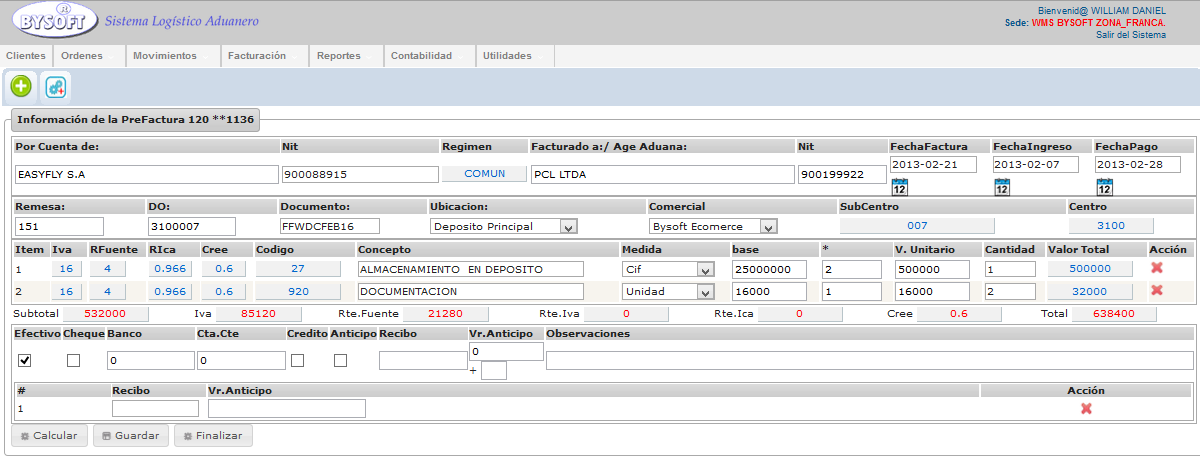 BYSOFT ® Sistema Logístico Aduanero
Bienvenid@ WILLIAM DANIEL
Sede: WMS BYSOFT ZONA_FRANCA.
Salir del Sistema
Clientes Ordenes Movimientos Facturación Reportes Contabilidad Utilidades
Información de la PreFactura 120 **1136
Por Cuenta de: Nit Regimen Facturado a:/ Age Aduana: Nit FechaFactura FechaIngreso FechaPago
EASYFLY S.A 900088915 COMUN PCL LTDA 900199922 2013-02-21 2013-02-07 2013-02-28
12 12 12
Remesa: DO: Documento: Ubicacion: Comercial SubCentro Centro
151 3100007 FFWDCFEB16 Deposito Principal Bysoft Ecomerce 007 3100
Item Iva RFuente RIca Cree Codigo Concepto Medida base * V. Unitario Cantidad Valor Total Acción
1 16 4 0.966 0.6 27 ALMACENAMIENTO EN DEPOSITO Cif 25000000 2 500000 1 500000
2 16 4 0.966 0.6 920 DOCUMENTACION Unidad 16000 1 16000 2 32000
Subtotal 532000 Iva 85120 Rte.Fuente 21280 Rte.Iva 0 Rte.Ica 0 Cree 0.6 Total 638400
Efectivo Cheque Banco Cta.Cte Credito Anticipo Recibo Vr.Anticipo Observaciones
0 0 0
+
# Recibo Vr.Anticipo Acción
1
Calcular Guardar Finalizar